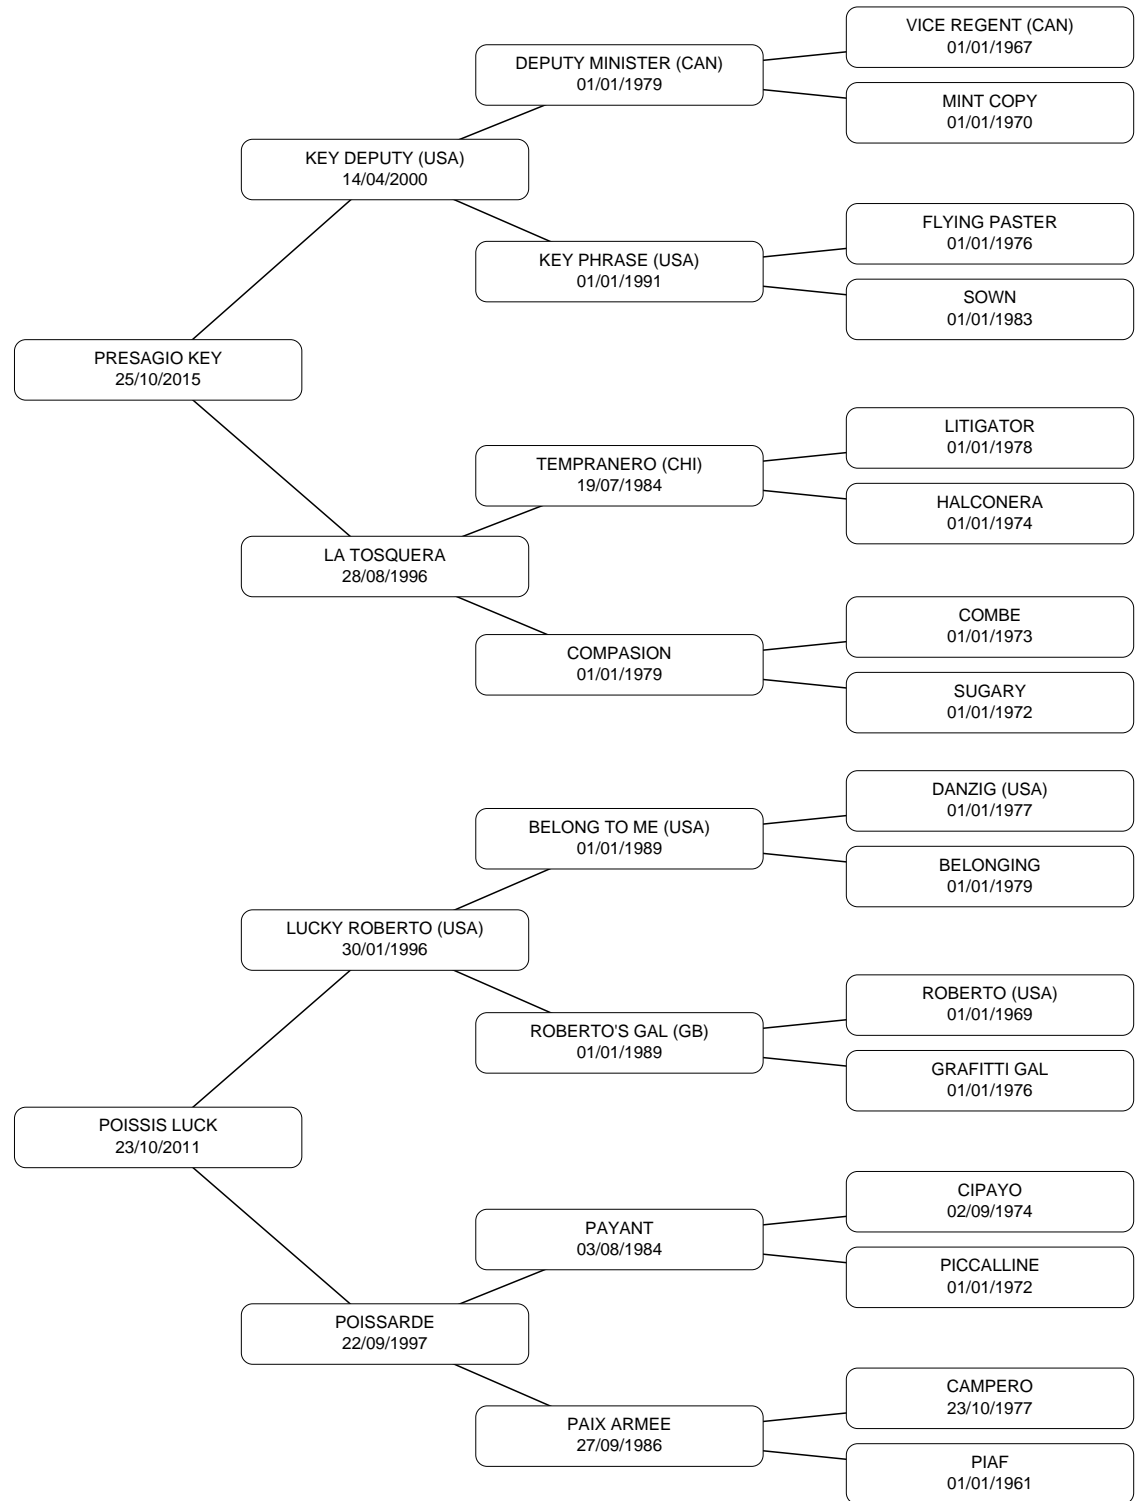 VICE REGENT (CAN)
01/01/1967
DEPUTY MINISTER (CAN)
01/01/1979
MINT COPY
01/01/1970
KEY DEPUTY (USA)
14/04/2000
FLYING PASTER
01/01/1976
KEY PHRASE (USA)
01/01/1991
SOWN
01/01/1983
PRESAGIO KEY
25/10/2015
LITIGATOR
01/01/1978
TEMPRANERO (CHI)
19/07/1984
HALCONERA
01/01/1974
LA TOSQUERA
28/08/1996
COMBE
01/01/1973
COMPASION
01/01/1979
SUGARY
01/01/1972
DANZIG (USA)
01/01/1977
BELONG TO ME (USA)
01/01/1989
BELONGING
01/01/1979
LUCKY ROBERTO (USA)
30/01/1996
ROBERTO (USA)
01/01/1969
ROBERTO'S GAL (GB)
01/01/1989
GRAFITTI GAL
01/01/1976
POISSIS LUCK
23/10/2011
CIPAYO
02/09/1974
PAYANT
03/08/1984
PICCALLINE
01/01/1972
POISSARDE
22/09/1997
CAMPERO
23/10/1977
PAIX ARMEE
27/09/1986
PIAF
01/01/1961